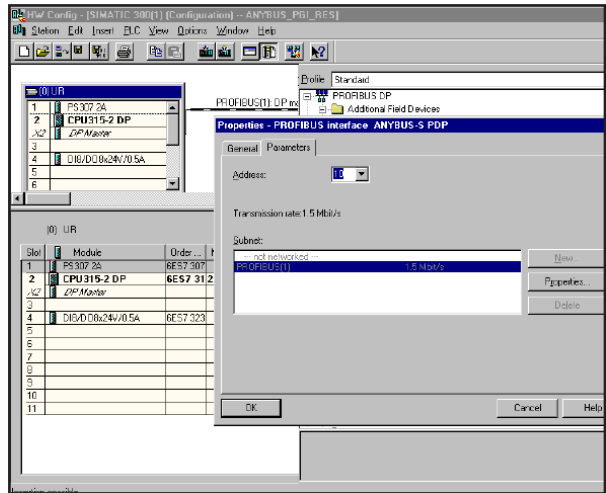 HW Config - [SIMATIC 300(1) (Configuration) -- ANYBUS_PGI_RES]
Station Edit Insert PLC View Options Window Help
Profile Standard
PROFIBUS DP
Additional Field Devices
(0) UR
1 PS307 2A
2 CPU315-2 DP
X2 DP Master
3
4 DI8/DO8x24V/0.5A
5
6
PROFIBUS(1): DP ma
Properties - PROFIBUS interface ANYBUS-S PDP
General Parameters
Address: 10
Transmission rate: 1.5 Mbit/s
Subnet:
--- not networked ---
PROFIBUS(1) 1.5 Mbit/s
New...
Properties...
Delete
OK Cancel Help
(0) UR
Slot Module Order ...
1 PS307 2A 6ES7 307
2 CPU315-2 DP 6ES7 31 2
X2 DP Master
3
4 DI8/DO8x24V/0.5A 6ES7 323
5
6
7
8
9
10
11